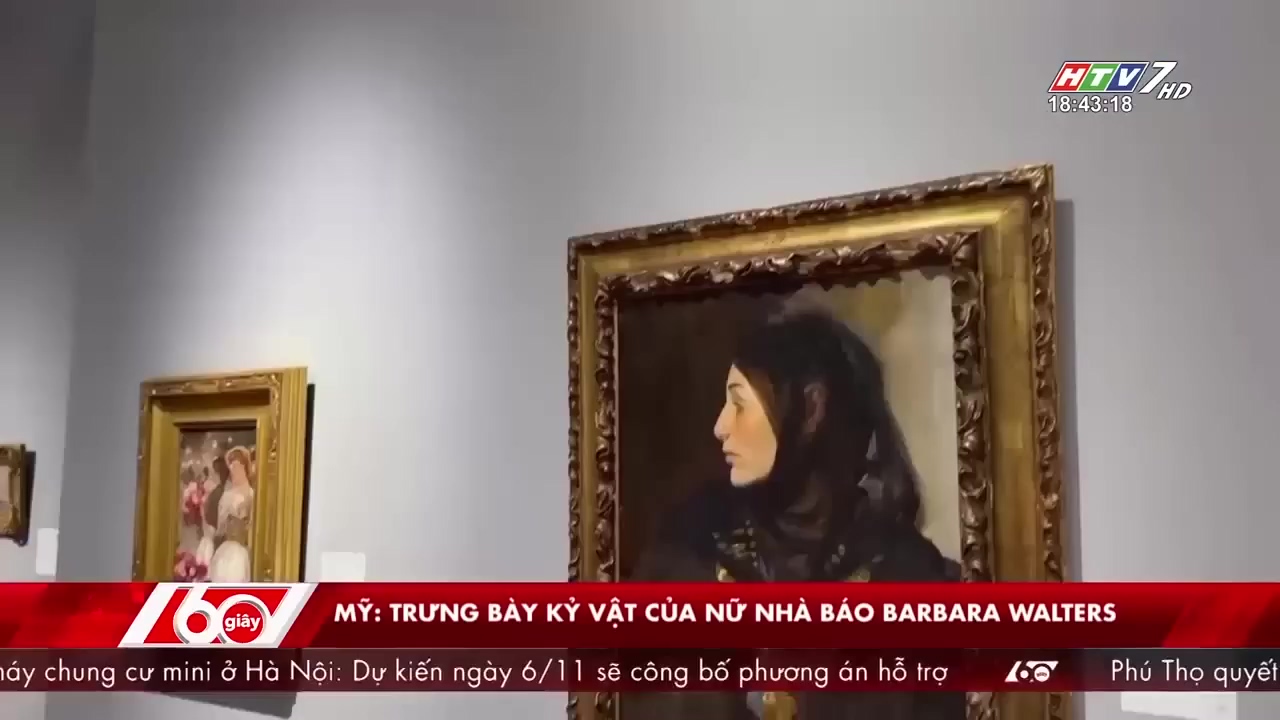 HTV7 HD
18:43:18
60 giây
MỸ: TRƯNG BÀY KỶ VẬT CỦA NỮ NHÀ BÁO BARBARA WALTERS
háy chung cư mini ở Hà Nội: Dự kiến ngày 6/11 sẽ công bố phương án hỗ trợ 60 Phú Thọ quyết